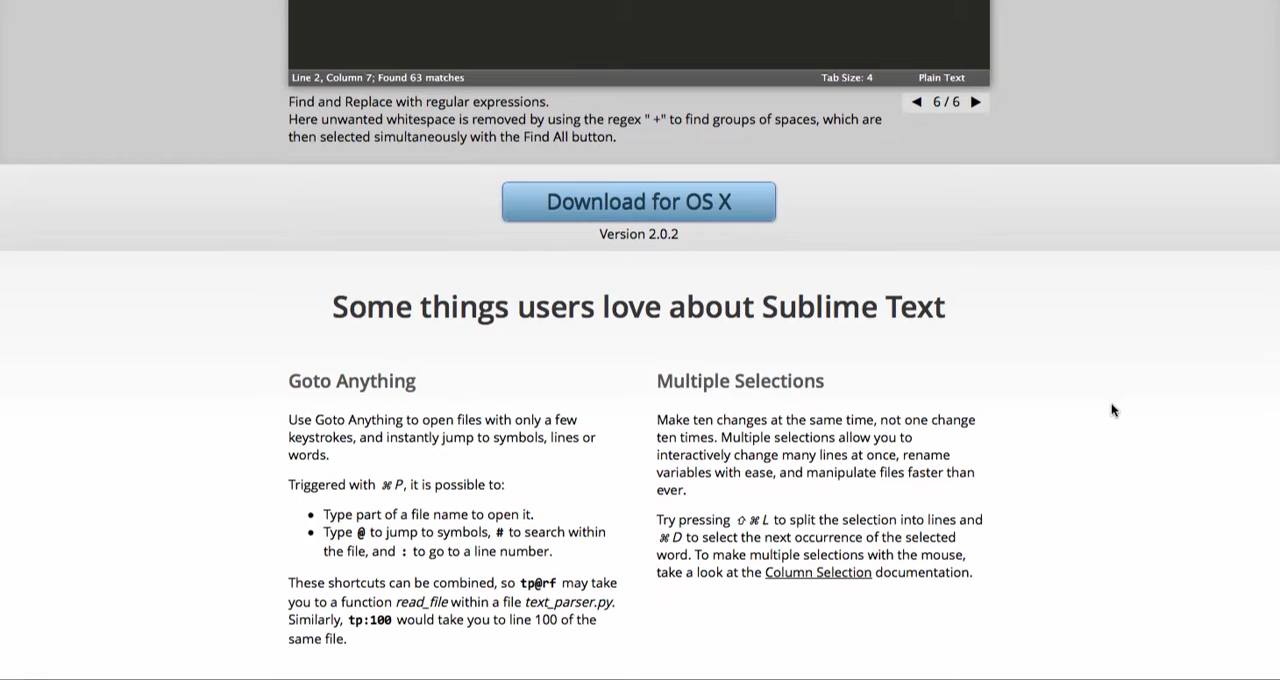 Line 2, Column 7; Found 63 matches
Tab Size: 4
Plain Text
Find and Replace with regular expressions.
◀ 6 / 6 ▶
Here unwanted whitespace is removed by using the regex " +" to find groups of spaces, which are
then selected simultaneously with the Find All button.
Download for OS X
Version 2.0.2
Some things users love about Sublime Text
Goto Anything
Use Goto Anything to open files with only a few
keystrokes, and instantly jump to symbols, lines or
words.
Triggered with ⌘ P, it is possible to:
• Type part of a file name to open it.
• Type @ to jump to symbols, # to search within
the file, and : to go to a line number.
These shortcuts can be combined, so tp@rf may take
you to a function read_file within a file text_parser.py.
Similarly, tp:100 would take you to line 100 of the
same file.
Multiple Selections
Make ten changes at the same time, not one change
ten times. Multiple selections allow you to
interactively change many lines at once, rename
variables with ease, and manipulate files faster than
ever.
Try pressing ⇧ ⌘ L to split the selection into lines and
⌘ D to select the next occurrence of the selected
word. To make multiple selections with the mouse,
take a look at the Column Selection documentation.